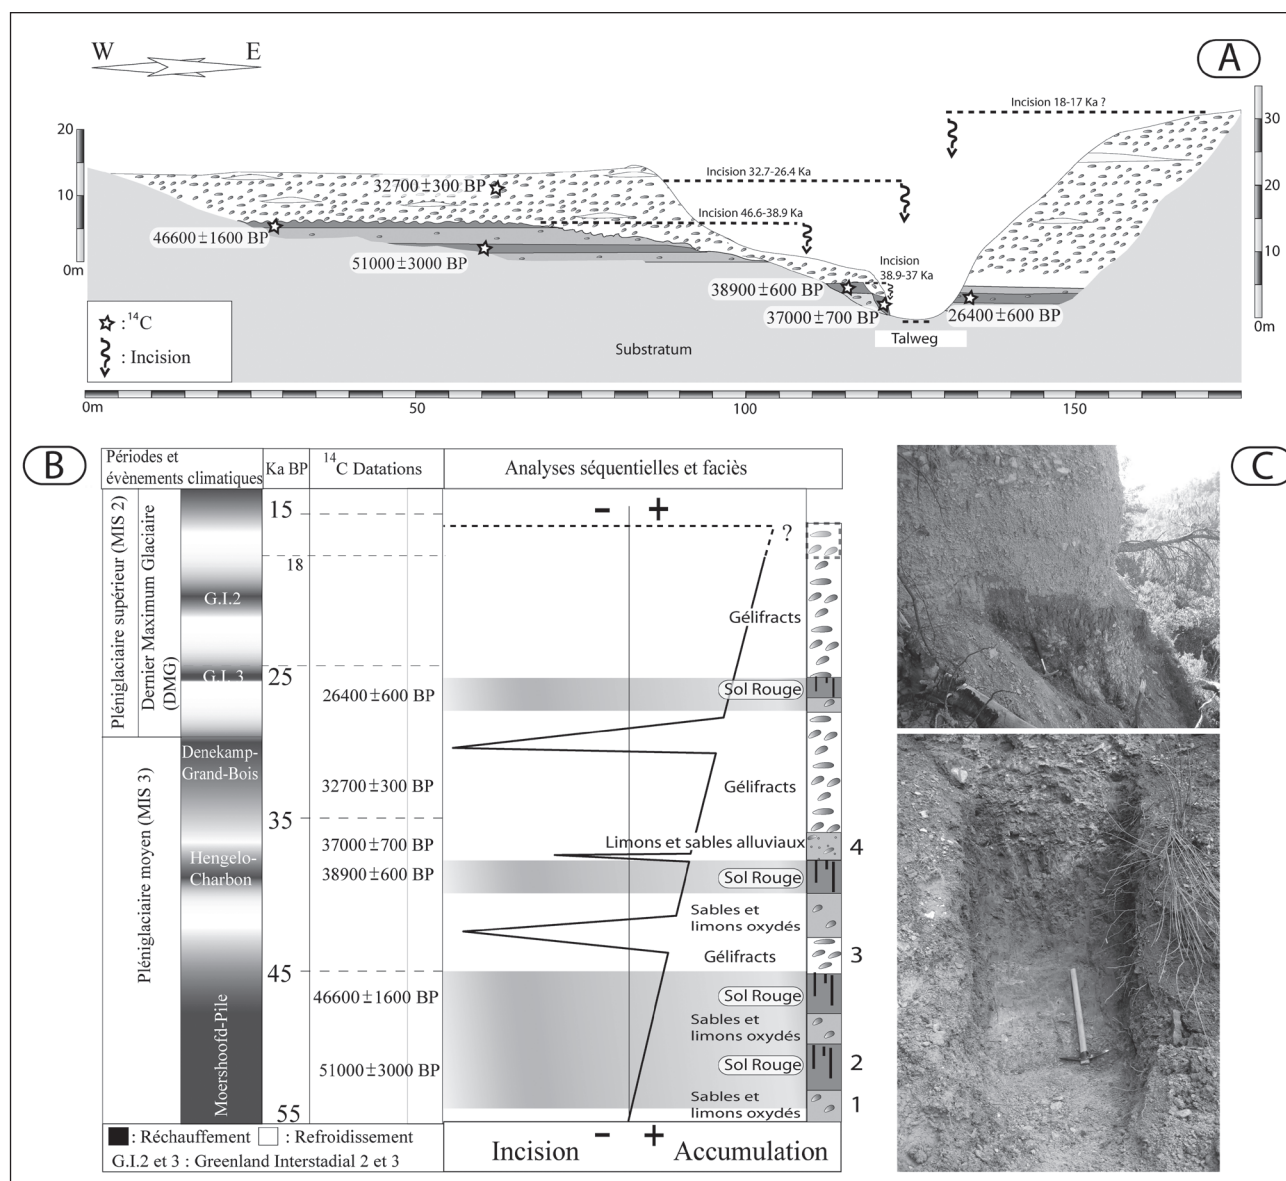 W E
A
Incision 18-17 Ka ?
20
10
0m
30
20
10
0m
32700±300 BP
Incision 32.7-26.4 Ka
Incision 46.6-38.9 Ka
46600±1600 BP
51000±3000 BP
Incision
38.9-37 Ka
38900±600 BP
37000±700 BP
26400±600 BP
Talweg
Substratum
: 14C
: Incision
0m 50 100 150
B
Périodes et
évènements climatiques
Ka BP
14C Datations
Analyses séquentielles et faciès
C
Pléniglaciaire supérieur (MIS 2)
Dernier Maximum Glaciaire
(DMG)
Pléniglaciaire moyen (MIS 3)
G.I.2
G.I.3
Denekamp-
Grand-Bois
Hengelo-
Charbon
Moershoofd-Pile
15
18
25
35
45
55
26400±600 BP
32700±300 BP
37000±700 BP
38900±600 BP
46600±1600 BP
51000±3000 BP
- +
?
Gélifracts
Sol Rouge
Gélifracts
Limons et sables alluviaux 4
Sol Rouge
Sables et
limons oxydés
Gélifracts 3
Sol Rouge
Sables et
limons oxydés
Sol Rouge 2
Sables et
limons oxydés 1
: Réchauffement : Refroidissement
G.I.2 et 3 : Greenland Interstadial 2 et 3
Incision - + Accumulation